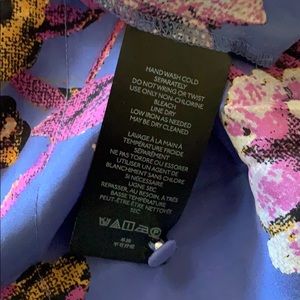 HAND WASH COLD
SEPARATELY
DO NOT WRING OR TWIST
USE ONLY NON-CHLORINE
BLEACH
LINE DRY
LOW IRON AS NEEDED
MAY BE DRY CLEANED
LAVAGE À LA MAIN À
TEMPÉRATURE FROIDE
SÉPARÉMENT
NE PAS TORDRE OU ESSORER
UTILISER UN AGENT DE
BLANCHIMENT SANS CHLORE
SI NÉCESSAIRE
LIGNE SEC
REPASSER, AU BESOIN, À
TRÈS BASSE TEMPÉRATURE
PEUT-ÊTRE-ÊTRE NETTOYÉ
SEC